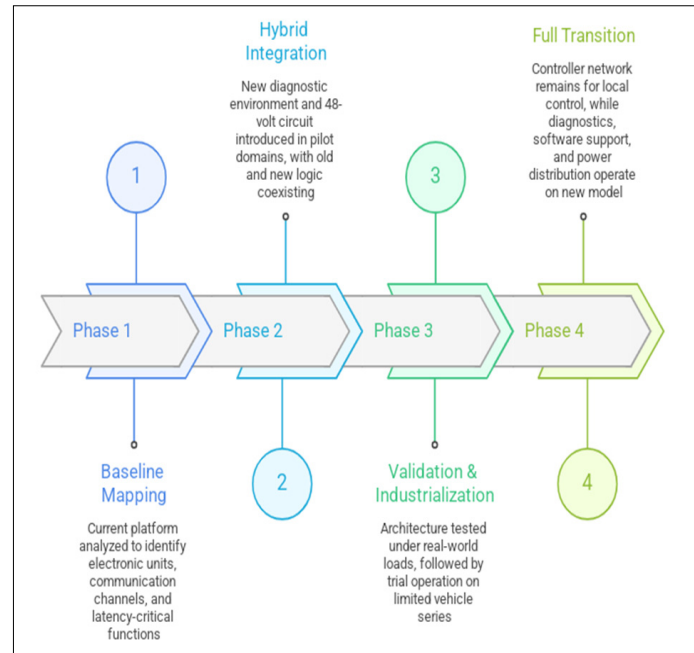 Hybrid
Integration
New diagnostic
environment and 48-
volt circuit
introduced in pilot
domains, with old
and new logic
coexisting
Full Transition
Controller network
remains for local
control, while
diagnostics,
software support,
and power
distribution operate
on new model
1
3
Phase 1
Phase 2
Phase 3
Phase 4
Baseline
Mapping
Current platform
analyzed to identify
electronic units,
communication
channels, and
latency-critical
functions
2
Validation &
Industrialization
Architecture tested
under real-world
loads, followed by
trial operation on
limited vehicle
series
4